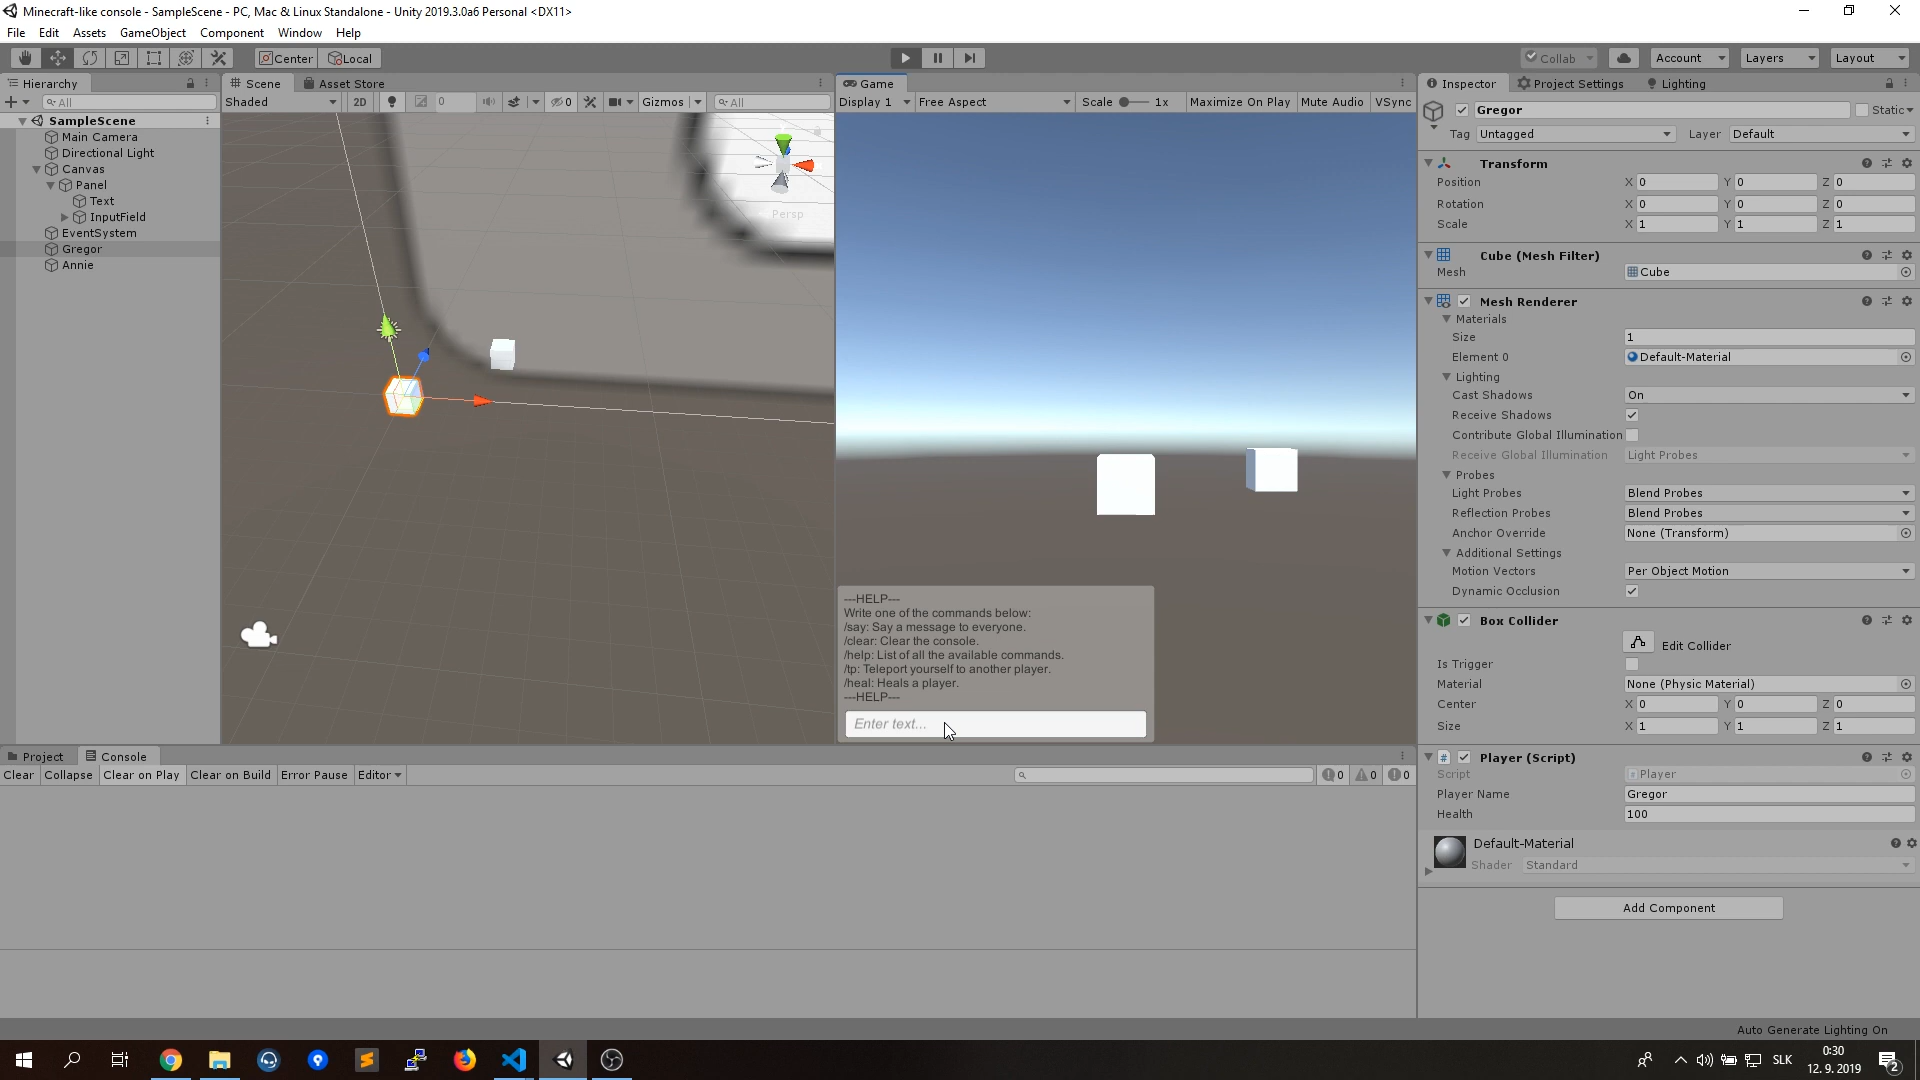 Minecraft-like console - SampleScene - PC, Mac & Linux Standalone - Unity 2019.3.0a6 Personal <DX11>
File Edit Assets GameObject Component Window Help
Center Local
Collab Account Layers Layout
Hierarchy
All
SampleScene
Main Camera
Directional Light
Canvas
Panel
Text
InputField
EventSystem
Gregor
Annie
Scene Asset Store
Shaded 2D 0 0 Gizmos All
Persp
Game
Display 1 Free Aspect Scale 1x Maximize On Play Mute Audio VSync
---HELP---
Write one of the commands below:
/say: Say a message to everyone.
/clear: Clear the console.
/help: List of all the available commands.
/tp: Teleport yourself to another player.
/heal: Heals a player.
---HELP---
Enter text...
Project Console
Clear Collapse Clear on Play Clear on Build Error Pause Editor
0 0 0
Inspector Project Settings Lighting
Gregor Static
Tag Untagged Layer Default
Transform
Position X 0 Y 0 Z 0
Rotation X 0 Y 0 Z 0
Scale X 1 Y 1 Z 1
Cube (Mesh Filter)
Mesh Cube
Mesh Renderer
Materials
Size 1
Element 0 Default-Material
Lighting
Cast Shadows On
Receive Shadows
Contribute Global Illumination
Receive Global Illumination Light Probes
Probes
Light Probes Blend Probes
Reflection Probes Blend Probes
Anchor Override None (Transform)
Additional Settings
Motion Vectors Per Object Motion
Dynamic Occlusion
Box Collider
Edit Collider
Is Trigger
Material None (Physic Material)
Center X 0 Y 0 Z 0
Size X 1 Y 1 Z 1
Player (Script)
Script Player
Player Name Gregor
Health 100
Default-Material
Shader Standard
Add Component
Auto Generate Lighting On
SLK
0:30
12. 9. 2019
2